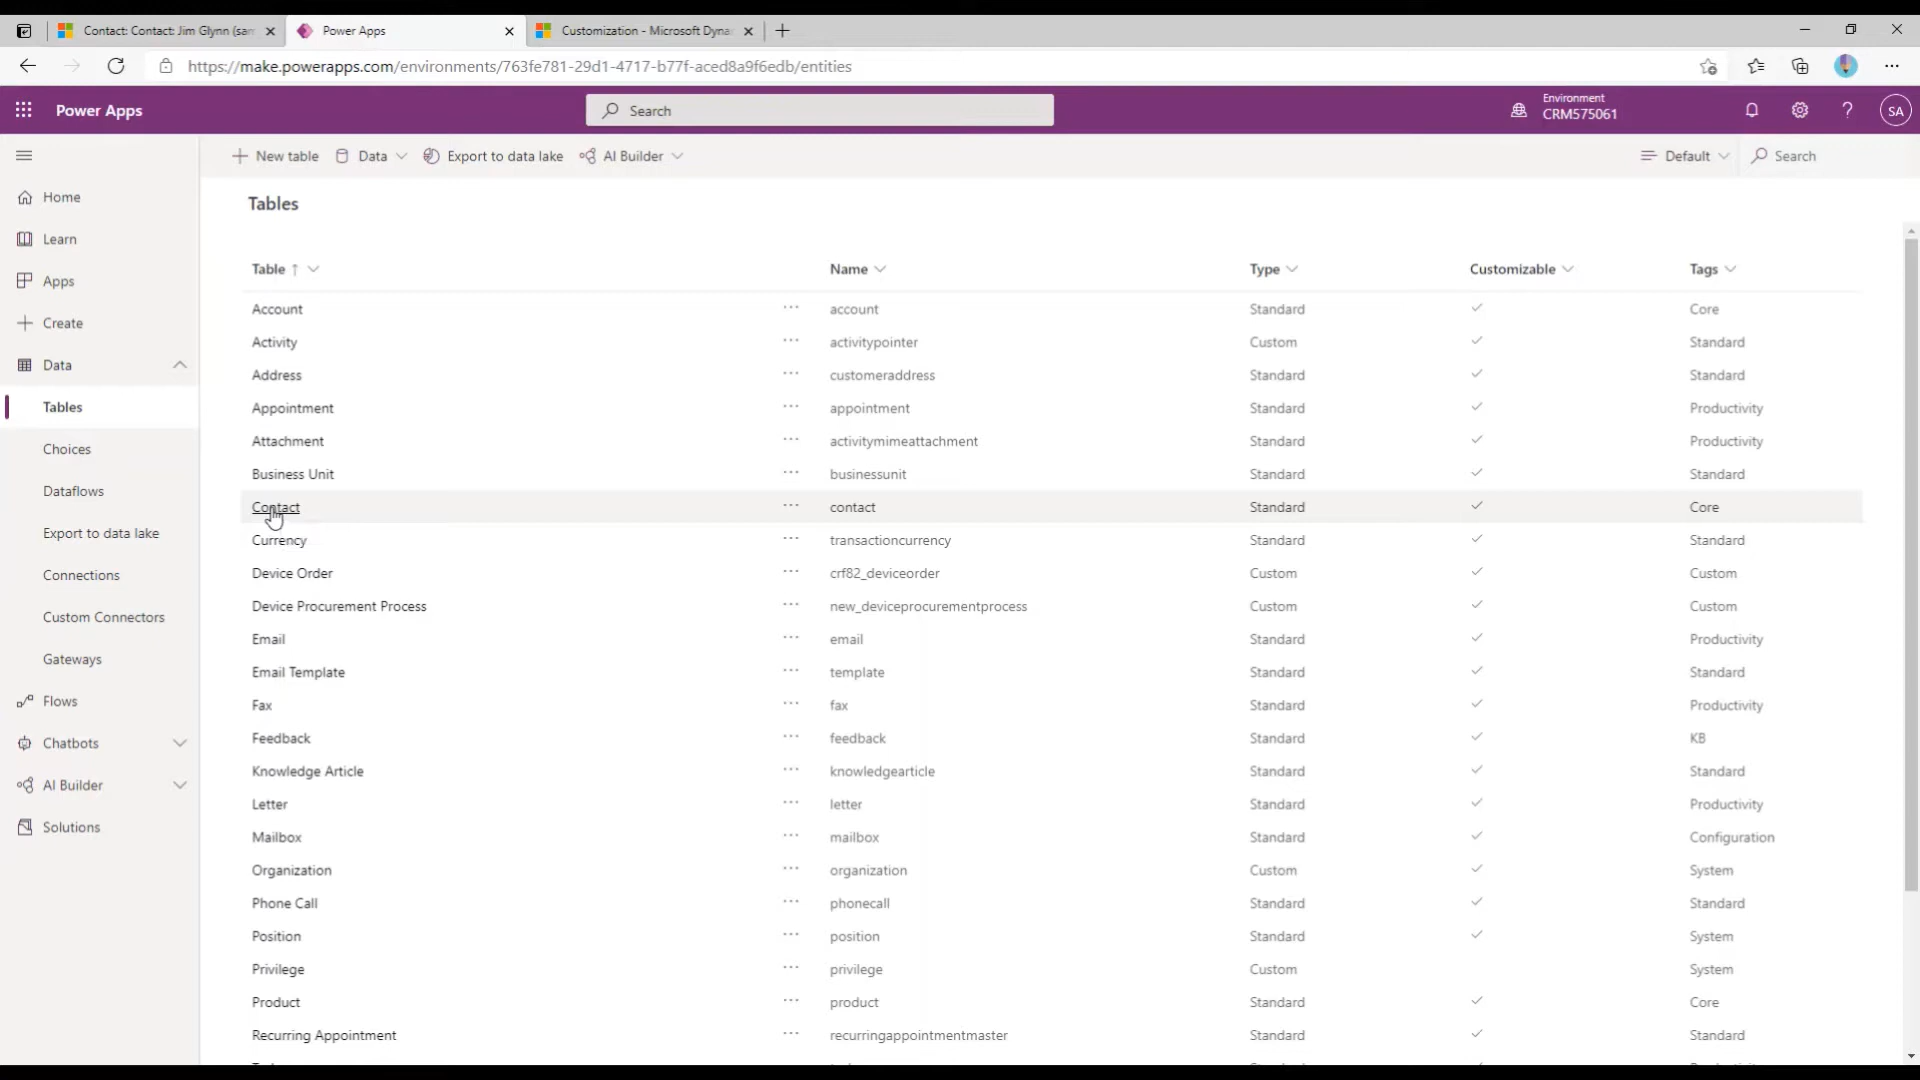 Contact: Contact: Jim Glynn (sam
Power Apps
Customization - Microsoft Dyna
https://make.powerapps.com/environments/763fe781-29d1-4717-b77f-aced8a9f6edb/entities
Power Apps
Search
Environment
CRM575061
SA
New table
Data
Export to data lake
AI Builder
Default
Search
Home
Learn
Apps
Create
Data
Tables
Choices
Dataflows
Export to data lake
Connections
Custom Connectors
Gateways
Flows
Chatbots
AI Builder
Solutions
Tables
Table Name Type Customizable Tags
Account account Standard Core
Activity activitypointer Custom Standard
Address customeraddress Standard Standard
Appointment appointment Standard Productivity
Attachment activitymimeattachment Standard Productivity
Business Unit businessunit Standard Standard
Contact contact Standard Core
Currency transactioncurrency Standard Standard
Device Order crf82_deviceorder Custom Custom
Device Procurement Process new_deviceprocurementprocess Custom Custom
Email email Standard Productivity
Email Template template Standard Standard
Fax fax Standard Productivity
Feedback feedback Standard KB
Knowledge Article knowledgearticle Standard Standard
Letter letter Standard Productivity
Mailbox mailbox Standard Configuration
Organization organization Custom System
Phone Call phonecall Standard Standard
Position position Standard System
Privilege privilege Custom System
Product product Standard Core
Recurring Appointment recurringappointmentmaster Standard Standard